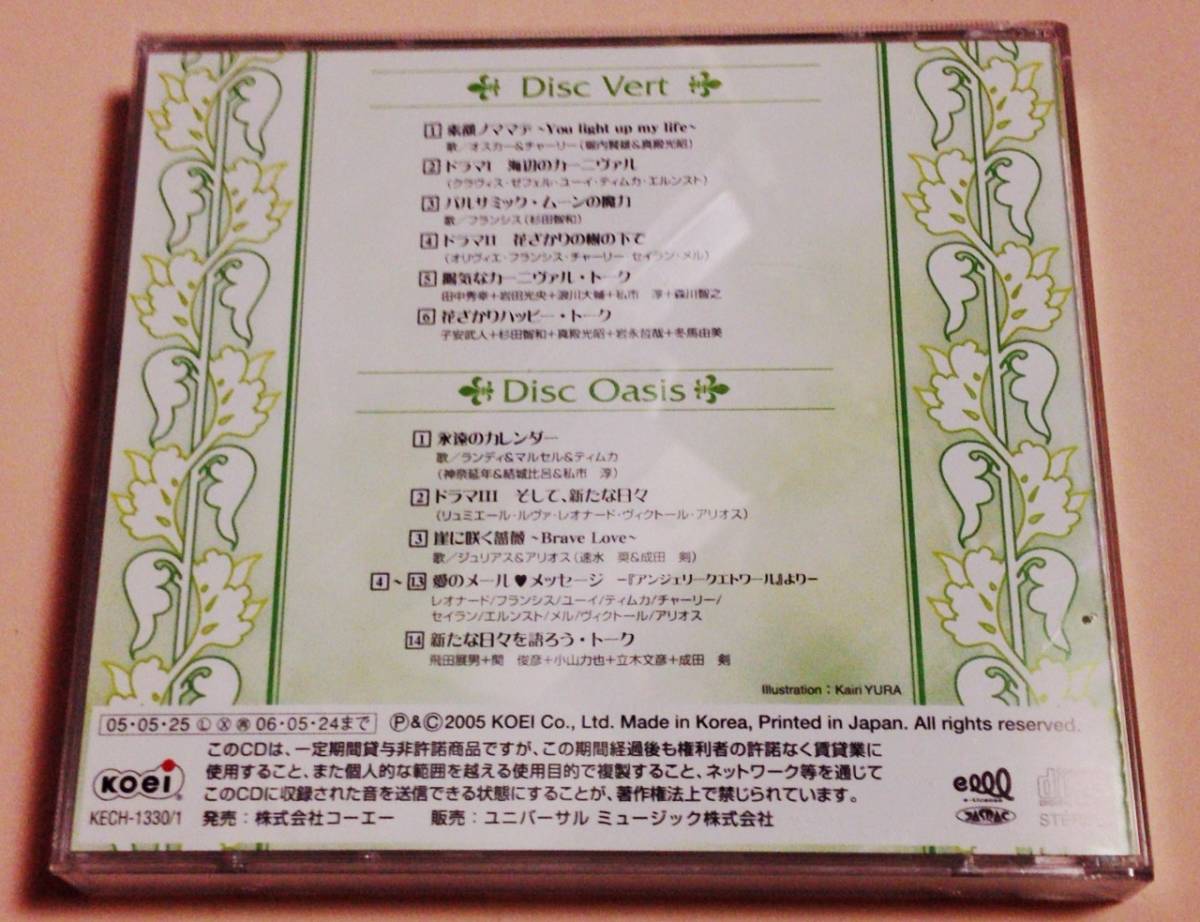 Disc Vert
1 素顔ノママデ ~You light up my life~
歌／オスカー&チャーリー（堀内賢雄&真殿光昭）
2 ドラマI 海辺のカーニヴァル
（クラヴィス・ゼフェル・ユーイ・ティムカ・エルンスト）
3 バルサミック・ムーンの魔力
歌／フランシス（杉田智和）
4 ドラマII 花ざかりの樹の下で
（オリヴィエ・フランシス・チャーリー セイラン・メル）
5 陽気なカーニヴァル・トーク
田中秀幸+岩田光央+浪川大輔+私市 淳+森川智之
6 花ざかりハッピー・トーク
子安武人+杉田智和+真殿光昭+岩永哲哉+冬馬由美
Disc Oasis
1 永遠のカレンダー
歌／ランディ&マルセル&ティムカ
（神奈延年&結城比呂&私市 淳）
2 ドラマIII そして、新たな日々
（リュミエール・ルヴァ・レオナード・ヴィクトール・アリオス）
3 崖に咲く薔薇 ~Brave Love~
歌／ジュリアス&アリオス（速水 奨&成田 剣）
4 ~ 13 愛のメール♥メッセージ －『アンジェリークエトワール』より－
レオナード/フランシス/ユーイ/ティムカ/チャーリー/
セイラン/エルンスト/メル/ヴィクトール/アリオス
14 新たな日々を語ろう・トーク
飛田展男+関 俊彦+小山力也+立木文彦+成田 剣
Illustration : Kairi YURA
05・05・25 Ⓛ Ⓧ 06・05・24まで Ⓟ&©2005 KOEI Co., Ltd. Made in Korea, Printed in Japan. All rights reserved.
このCDは、一定期間貸与非許諾商品ですが、この期間経過後も権利者の許諾なく賃貸業に
使用すること、また個人的な範囲を越える使用目的で複製すること、ネットワーク等を通じて
このCDに収録された音を送信できる状態にすることが、著作権法上で禁じられています。
KOEI
KECH-1330/1 発売：株式会社コーエー 販売：ユニバーサル ミュージック株式会社
JASRAC